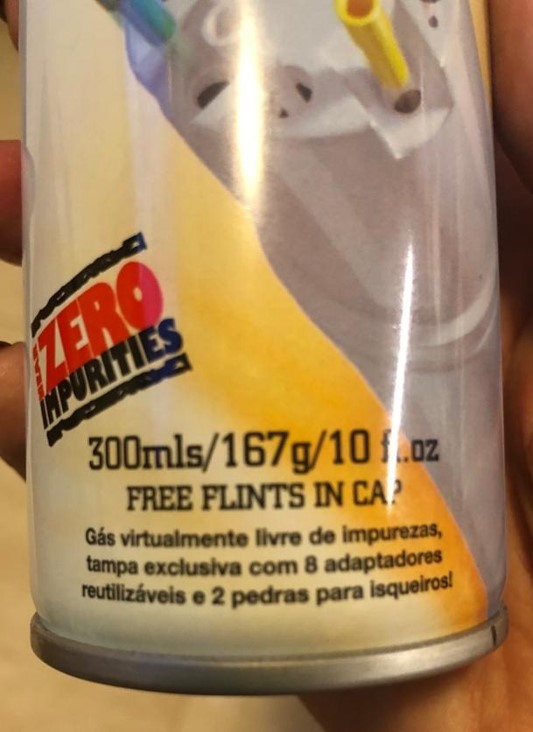 ZERO
IMPURITIES
300mls/167g/10 fl.oz
FREE FLINTS IN CAP
Gás virtualmente livre de impurezas,
tampa exclusiva com 8 adaptadores
reutilizáveis e 2 pedras para isqueiros!